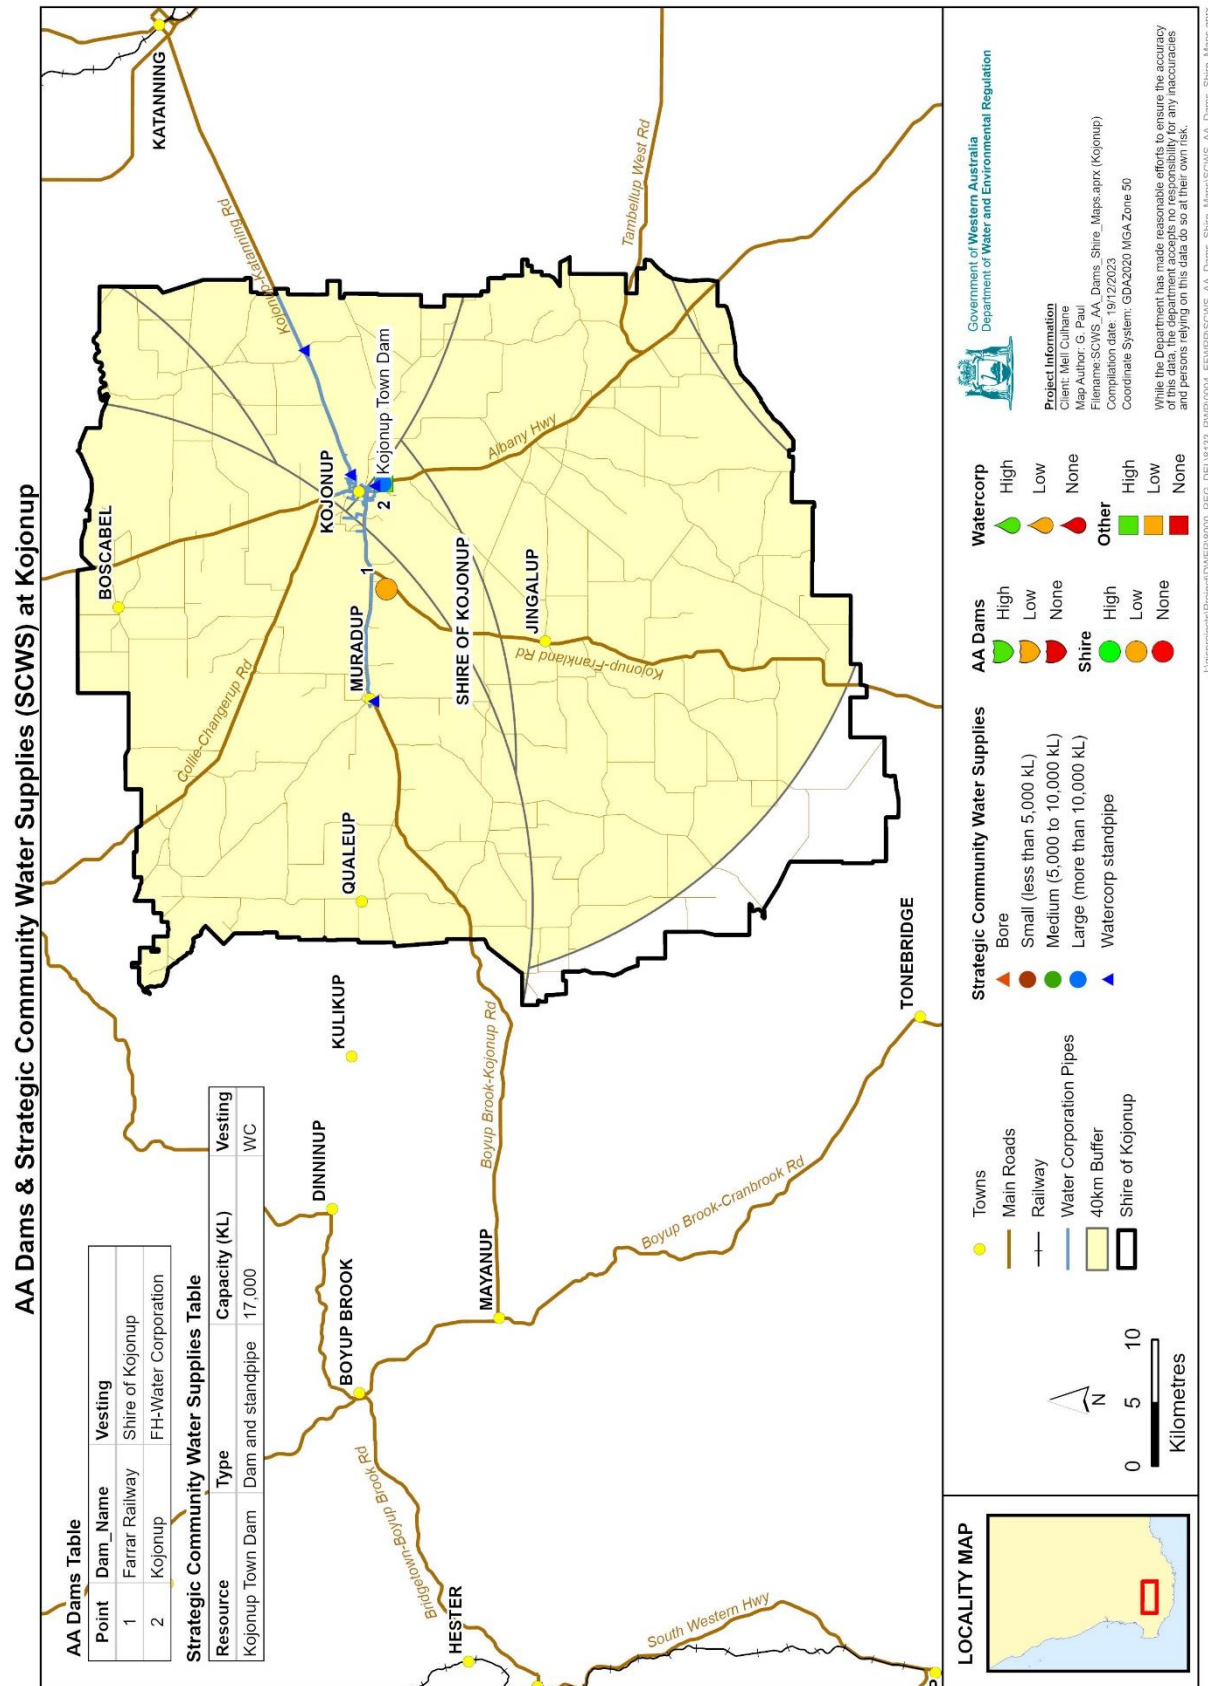 AA Dams & Strategic Community Water Supplies (SCWS) at Kojonup
AA Dams Table
Point Dam_Name Vesting
1 Farrar Railway Shire of Kojonup
2 Kojonup FH-Water Corporation
Strategic Community Water Supplies Table
Resource Type Capacity (KL) Vesting
Kojonup Town Dam Dam and standpipe 17,000 WC
KATANNING
Kojonup-Katanning Rd
Tambellup West Rd
BOSCABEL
KOJONUP
Kojonup Town Dam
2
1
Albany Hwy
Collie-Changerup Rd
MURADUP
SHIRE OF KOJONUP
JINGALUP
Kojonup-Frankland Rd
QUALEUP
KULIKUP
TONEBRIDGE
DINNINUP
Boyup Brook-Kojonup Rd
BOYUP BROOK
MAYANUP
Boyup Brook-Cranbrook Rd
Bridgetown-Boyup Brook Rd
HESTER
South Western Hwy
LOCALITY MAP
N
0 5 10
Kilometres
Towns
Main Roads
Railway
Water Corporation Pipes
40km Buffer
Shire of Kojonup
Strategic Community Water Supplies
Bore
Small (less than 5,000 kL)
Medium (5,000 to 10,000 kL)
Large (more than 10,000 kL)
Watercorp standpipe
AA Dams
High
Low
None
Shire
High
Low
None
Watercorp
High
Low
None
Other
High
Low
None
Government of Western Australia
Department of Water and Environmental Regulation
Project Information
Client: Mell Culhane
Map Author: G. Paul
Filename:SCWS_AA_Dams_Shire_Maps.aprx (Kojonup)
Compilation date: 19/12/2023
Coordinate System: GDA2020 MGA Zone 50
While the Department has made reasonable efforts to ensure the accuracy
of this data, the department accepts no responsibility for any inaccuracies
and persons relying on this data do so at their own risk.